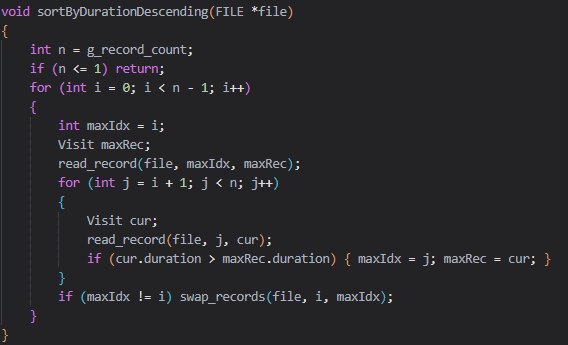 void sortByDurationDescending(FILE *file)
{
    int n = g_record_count;
    if (n <= 1) return;
    for (int i = 0; i < n - 1; i++)
    {
        int maxIdx = i;
        Visit maxRec;
        read_record(file, maxIdx, maxRec);
        for (int j = i + 1; j < n; j++)
        {
            Visit cur;
            read_record(file, j, cur);
            if (cur.duration > maxRec.duration) { maxIdx = j; maxRec = cur; }
        }
        if (maxIdx != i) swap_records(file, i, maxIdx);
    }
}